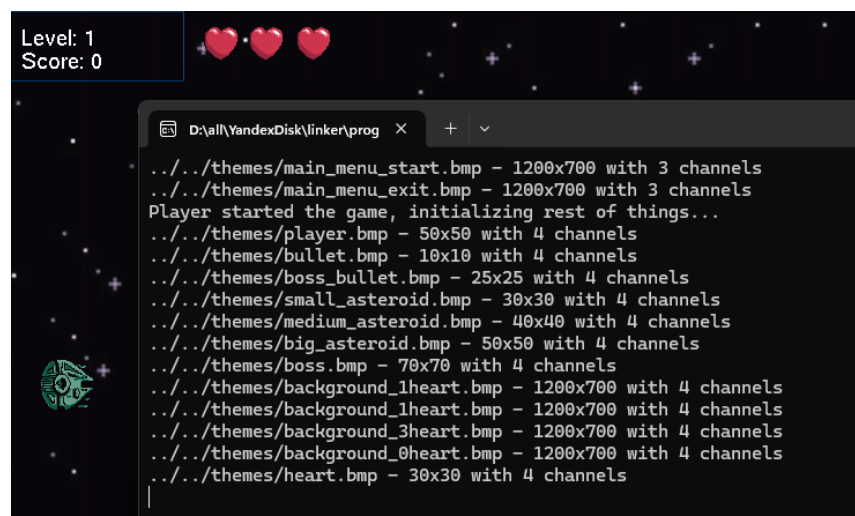 Level: 1
Score: 0
D:\all\YandexDisk\linker\prog
../../themes/main_menu_start.bmp – 1200x700 with 3 channels
../../themes/main_menu_exit.bmp – 1200x700 with 3 channels
Player started the game, initializing rest of things...
../../themes/player.bmp – 50x50 with 4 channels
../../themes/bullet.bmp – 10x10 with 4 channels
../../themes/boss_bullet.bmp – 25x25 with 4 channels
../../themes/small_asteroid.bmp – 30x30 with 4 channels
../../themes/medium_asteroid.bmp – 40x40 with 4 channels
../../themes/big_asteroid.bmp – 50x50 with 4 channels
../../themes/boss.bmp – 70x70 with 4 channels
../../themes/background_1heart.bmp – 1200x700 with 4 channels
../../themes/background_1heart.bmp – 1200x700 with 4 channels
../../themes/background_3heart.bmp – 1200x700 with 4 channels
../../themes/background_0heart.bmp – 1200x700 with 4 channels
../../themes/heart.bmp – 30x30 with 4 channels